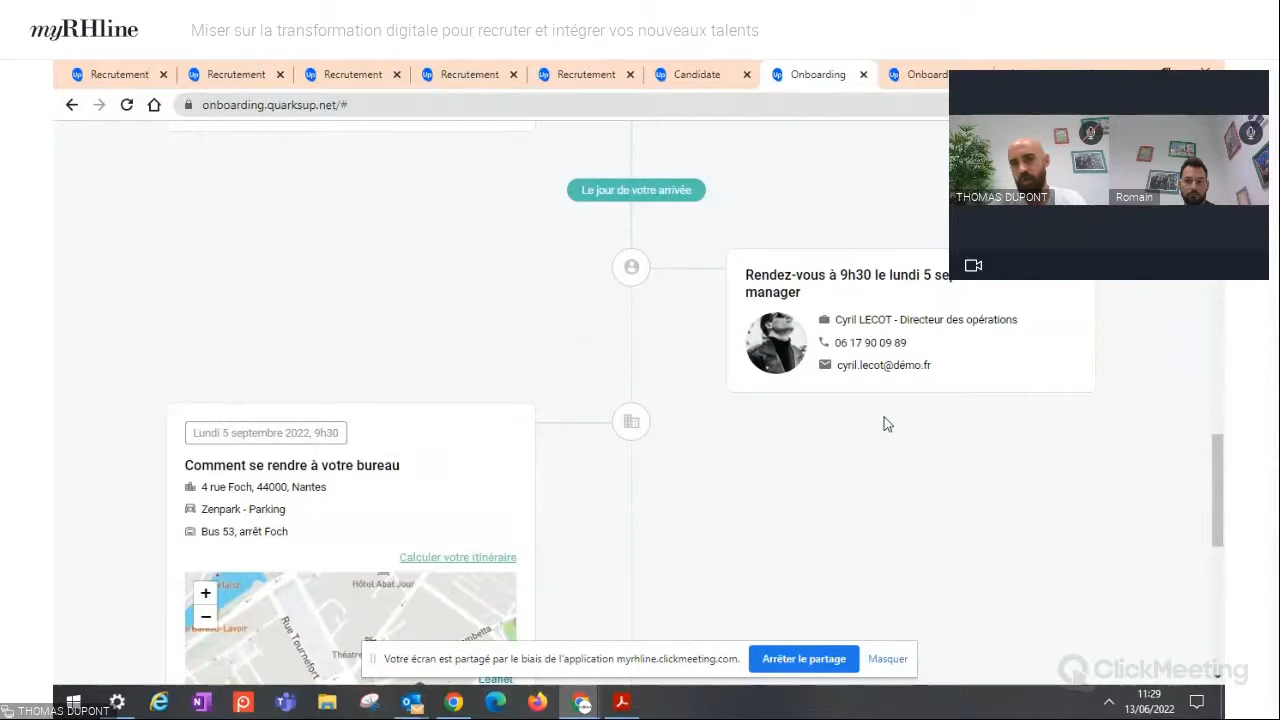 myRHline
Miser sur la transformation digitale pour recruter et intégrer vos nouveaux talents
Recrutement
Recrutement
Recrutement
Recrutement
Recrutement
Candidate
Onboarding
Onboard
onboarding.quarksup.net/#
THOMAS DUPONT
Romain
Le jour de votre arrivée
Rendez-vous à 9h30 le lundi 5
manager
Cyril LECOT - Directeur des opérations
06 17 90 09 89
cyril.lecot@démo.fr
Lundi 5 septembre 2022, 9h30
Comment se rendre à votre bureau
4 rue Foch, 44000, Nantes
Zenpark - Parking
Bus 53, arrêt Foch
Calculer votre itinéraire
+
−
Hôtel Abat Jour
Rue Tournefort
Leaflet
Votre écran est partagé par le biais de l'application myrhline.clickmeeting.com.
Arrêter le partage
Masquer
ClickMeeting
11:29
13/06/2022
THOMAS DUPONT